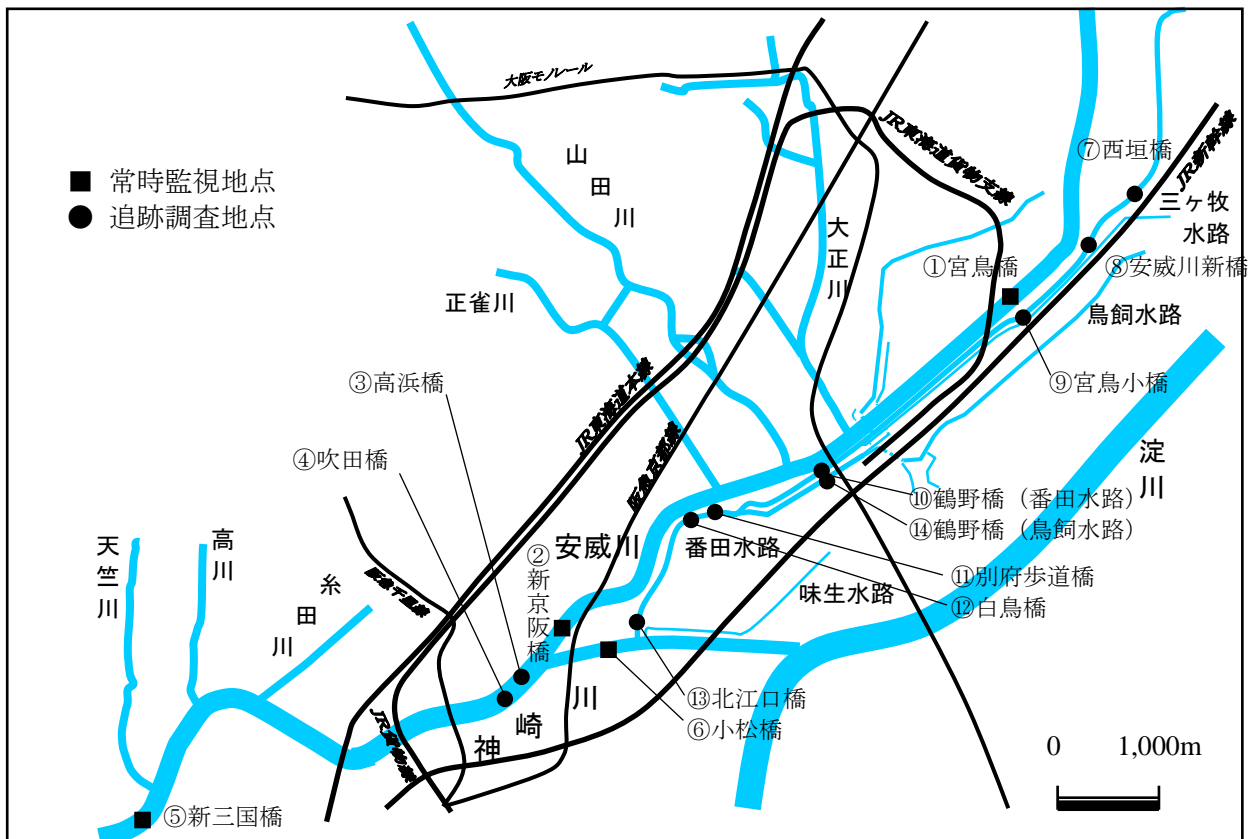 大阪モノレール
JR東海道貨物支線
JR新幹線
⑦西垣橋
三ヶ牧
水路
■ 常時監視地点
● 追跡調査地点
山田川
大正川
①宮鳥橋
⑧安威川新橋
正雀川
鳥飼水路
③高浜橋
JR東海道本線
⑨宮鳥小橋
阪急京都線
④吹田橋
淀川
⑩鶴野橋（番田水路）
⑭鶴野橋（鳥飼水路）
天竺川
高川
糸田川
安威川
②新京阪橋
番田水路
⑪別府歩道橋
阪急千里線
味生水路
⑫白鳥橋
⑬北江口橋
⑥小松橋
神崎川
JR貨物線
0 1,000m
⑤新三国橋